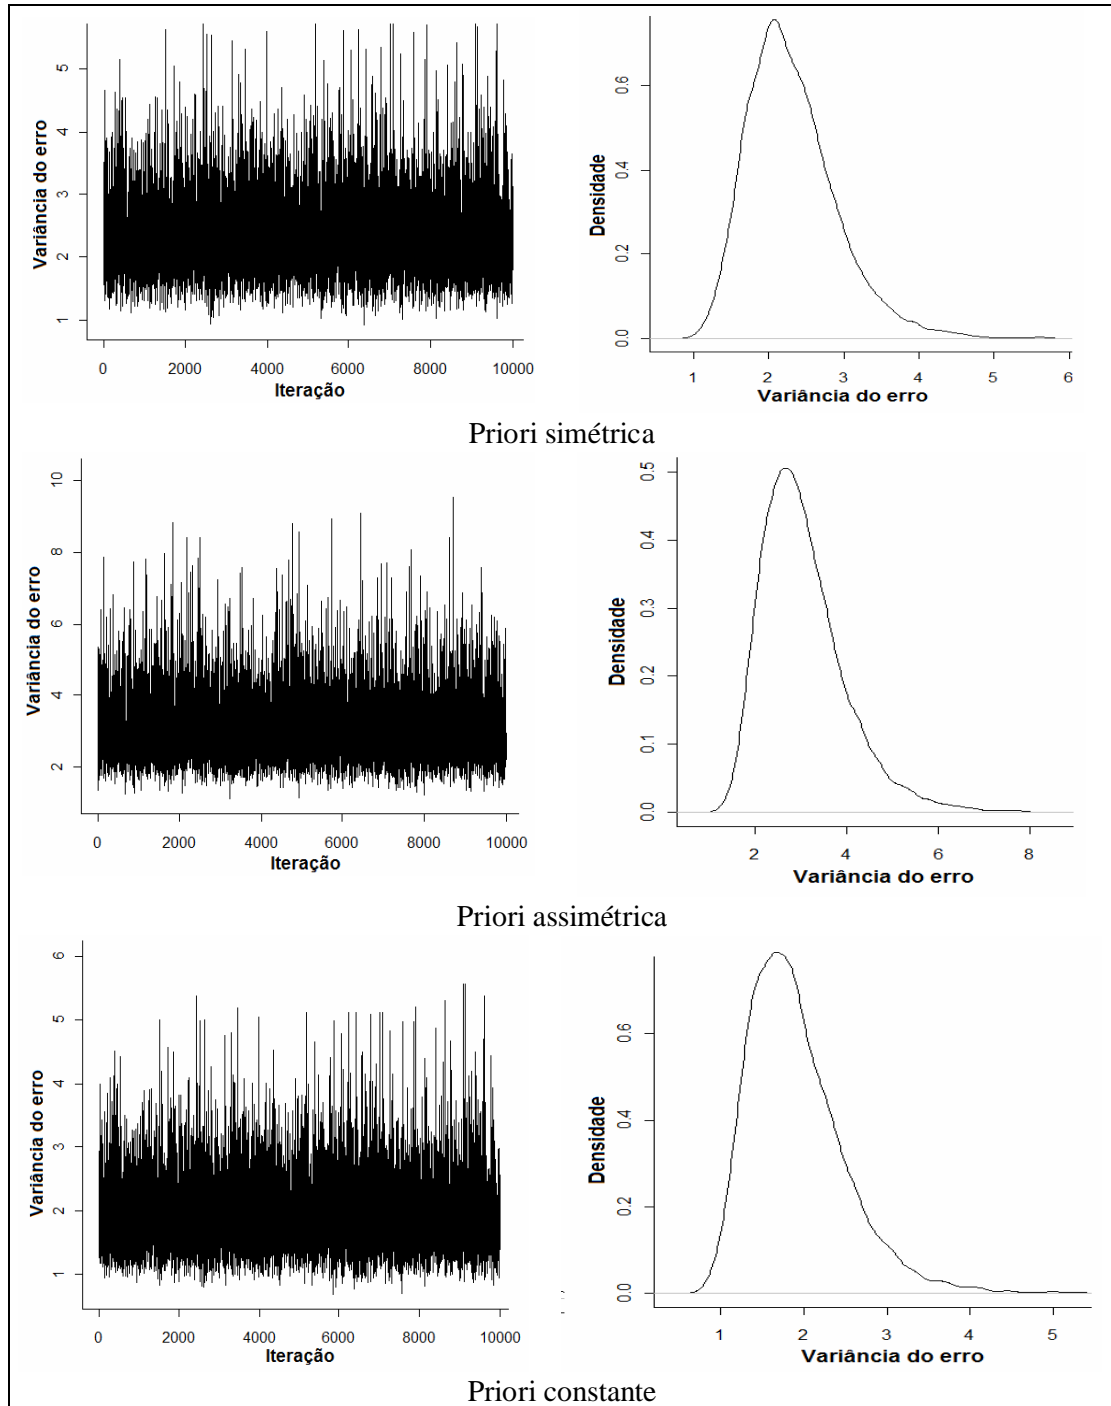 Variância do erro
5
4
3
2
1
0 2000 4000 6000 8000 10000
Iteração
Densidade
0.6
0.4
0.2
0.0
1 2 3 4 5 6
Variância do erro
Priori simétrica
Variância do erro
10
8
6
4
2
0 2000 4000 6000 8000 10000
Iteração
Densidade
0.5
0.4
0.3
0.2
0.1
0.0
2 4 6 8
Variância do erro
Priori assimétrica
Variância do erro
6
5
4
3
2
1
0 2000 4000 6000 8000 10000
Iteração
Densidade
0.6
0.4
0.2
0.0
1 2 3 4 5
Variância do erro
Priori constante